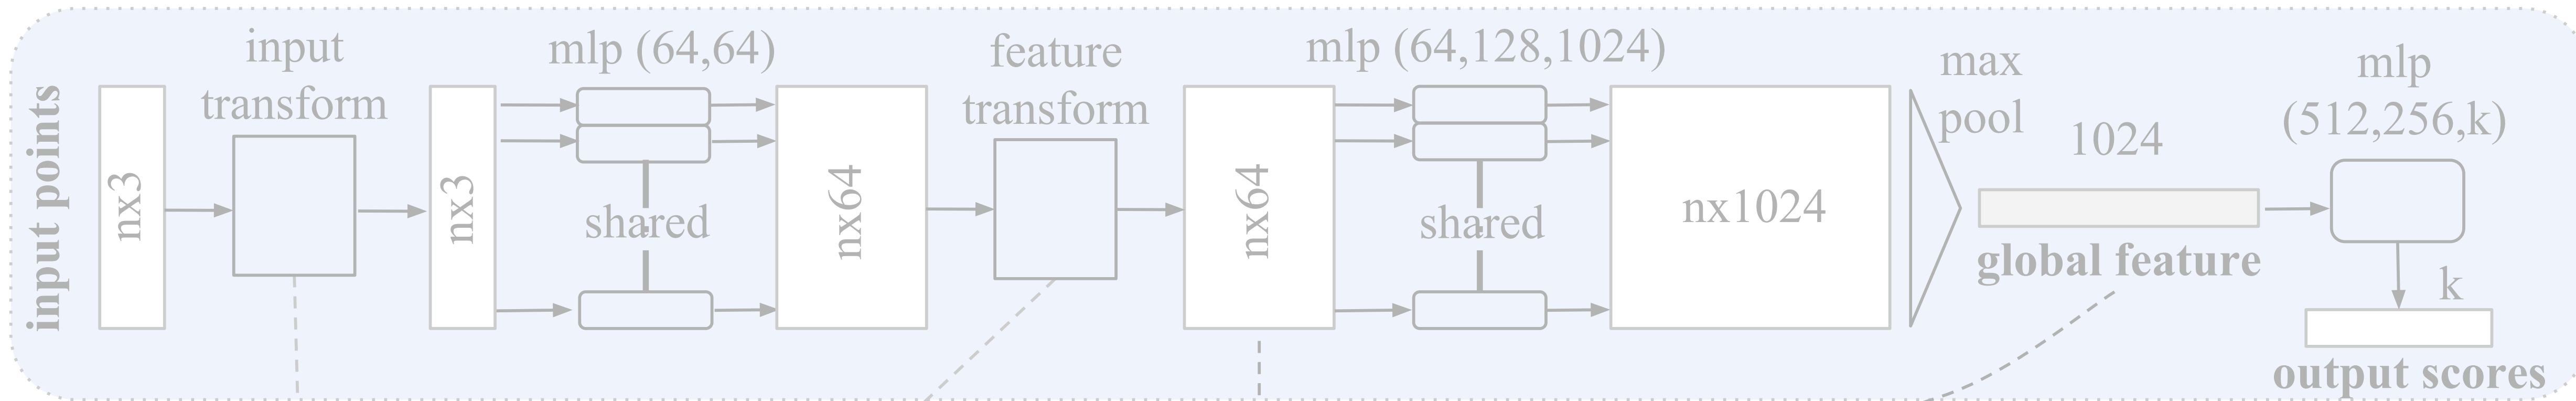 input points
nx3
input
transform
nx3
mlp (64,64)
shared
nx64
feature
transform
nx64
mlp (64,128,1024)
shared
nx1024
max
pool
1024
global feature
mlp
(512,256,k)
k
output scores